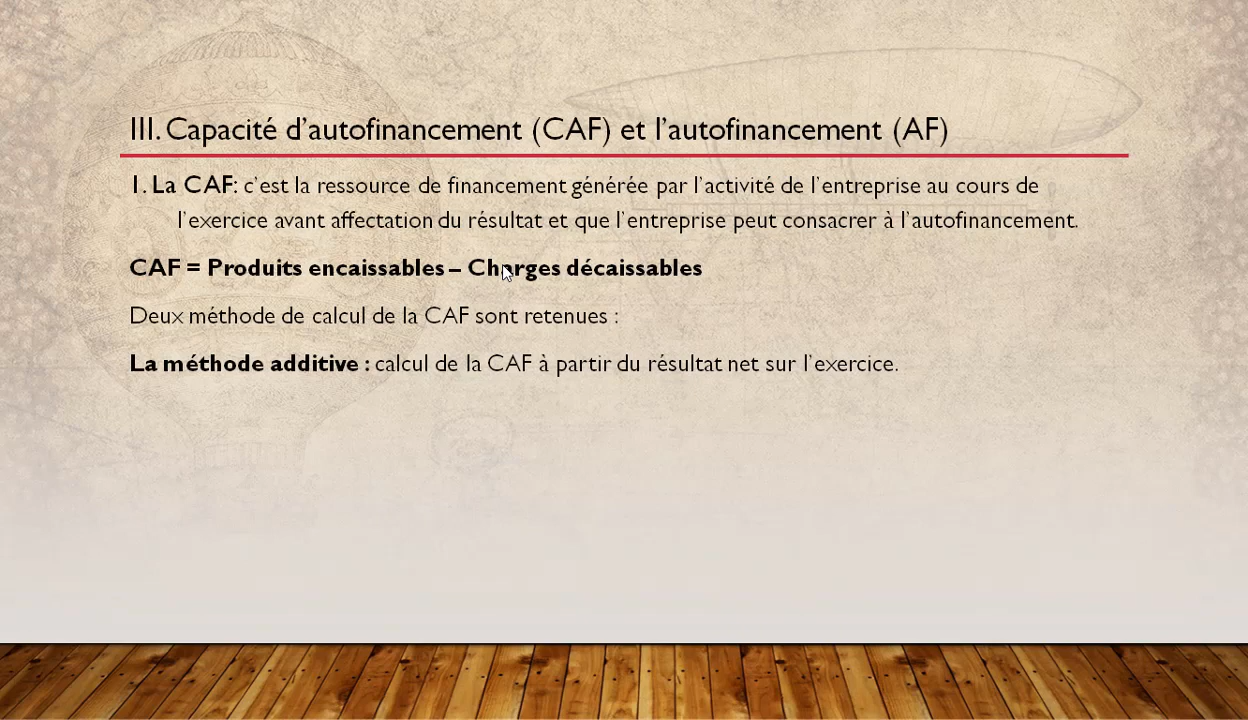 III. Capacité d’autofinancement (CAF) et l’autofinancement (AF)
1. La CAF: c’est la ressource de financement générée par l’activité de l’entreprise au cours de
l’exercice avant affectation du résultat et que l’entreprise peut consacrer à l’autofinancement.
CAF = Produits encaissables – Charges décaissables
Deux méthode de calcul de la CAF sont retenues :
La méthode additive : calcul de la CAF à partir du résultat net sur l’exercice.